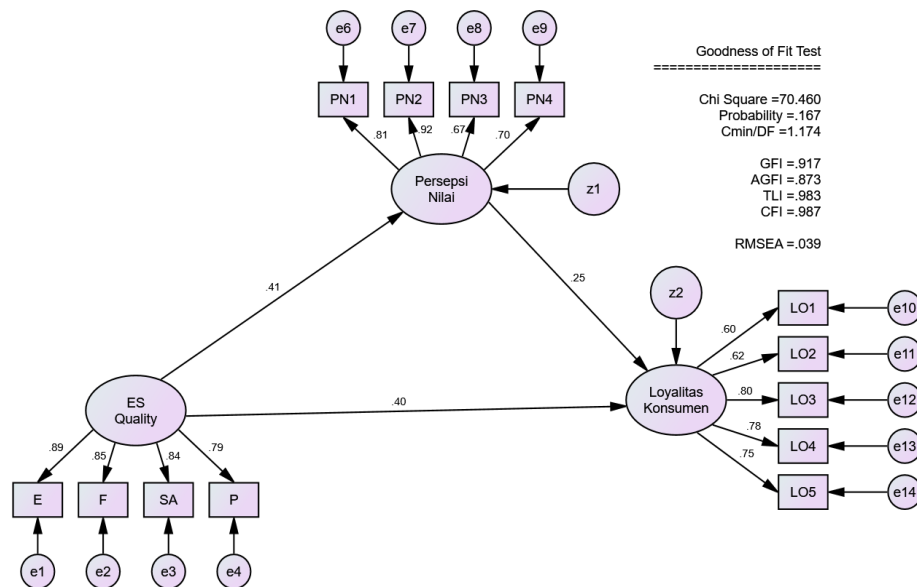 e6
e7
e8
e9
PN1
PN2
PN3
PN4
.81
.92
.67
.70
Persepsi
Nilai
z1
Goodness of Fit Test
=====================
Chi Square =70.460
Probability =.167
Cmin/DF =1.174
GFI =.917
AGFI =.873
TLI =.983
CFI =.987
RMSEA =.039
.41
.25
z2
.40
ES
Quality
.89
.85
.84
.79
E
F
SA
P
e1
e2
e3
e4
Loyalitas
Konsumen
.60
.62
.80
.78
.75
LO1
LO2
LO3
LO4
LO5
e10
e11
e12
e13
e14